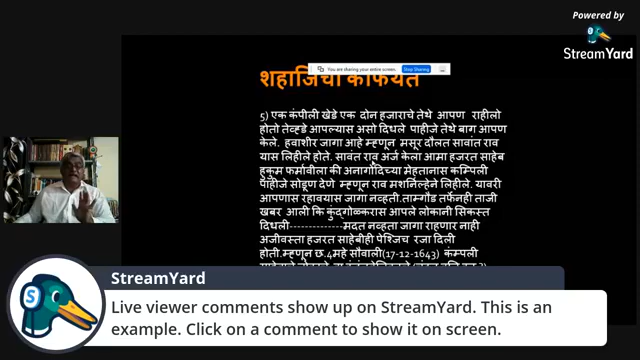 Powered by
StreamYard
You are sharing your entire screen.
Stop Sharing
शहाजिची कैफियत
5) एक कंपीली खेडे एक दोन हजाराचे तेथे आपण राहीलो
होतो तेव्हडे आपल्यास असो दिधले पाहीजे तेथे बाग आपण
केले. हवाशीर जागा आहे म्हणून मसूर दौलत सावांत राव
यास लिहीले होते. सावंत राव अर्ज केला आमा हजरत साहेब
हुकुम फर्मावीला की अनागोंदिच्या मेहतानास कम्पिली
पाहीजे सोडून देणे म्हणून राव मशर्निल्हेने लिहीले. यावरी
आपणास रहावयास जागा नव्हती.ताम्रगौड तर्फेनही ताजी
खबर आली कि कुंद्गोळ्करास आपले लोकानी सिकस्त
दिधली--------------मदत नव्हता जागा राहणार नाही
अजीवस्ता हजरत साहेबीही पेश्जिच रजा दिली
होती.म्हणून छ.4महे सौवाली(17-12-1643) कंम्पली
StreamYard
Live viewer comments show up on StreamYard. This is an
example. Click on a comment to show it on screen.